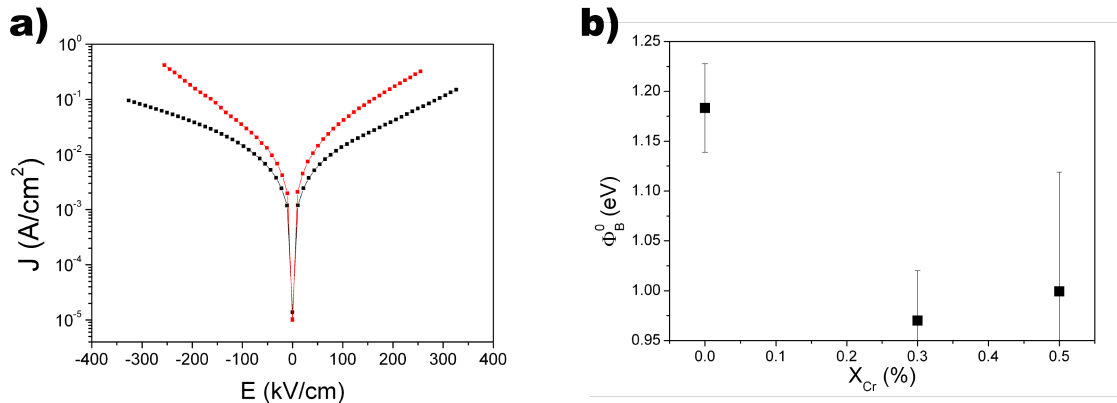 a)
10^0
10^-1
10^-2
10^-3
10^-4
10^-5
J (A/cm^2)
-400 -300 -200 -100 0 100 200 300 400
E (kV/cm)
b)
1.25
1.20
1.15
1.10
1.05
1.00
0.95
Φ_B^0 (eV)
0.0 0.1 0.2 0.3 0.4 0.5
X_Cr (%)